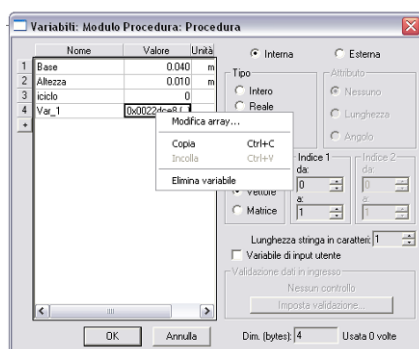 Variabili: Modulo Procedura: Procedura
Nome Valore Unità
1 Base 0.040 m
2 Altezza 0.010 m
3 iciclo 0
4 Var_1
Modifica array...
Copia Ctrl+C
Incolla Ctrl+V
Elimina variabile
Interna Esterna
Tipo
Intero
Reale
Attributo
Nessuno
Lunghezza
Angolo
Vettore
Matrice
Indice 1
da:
0
a:
1
Indice 2
da:
0
a:
1
Lunghezza stringa in caratteri: 1
Variabile di input utente
Validazione dati in ingresso
Nessun controllo
Imposta validazione...
OK Annulla
Dim. (bytes): 4 Usata 0 volte